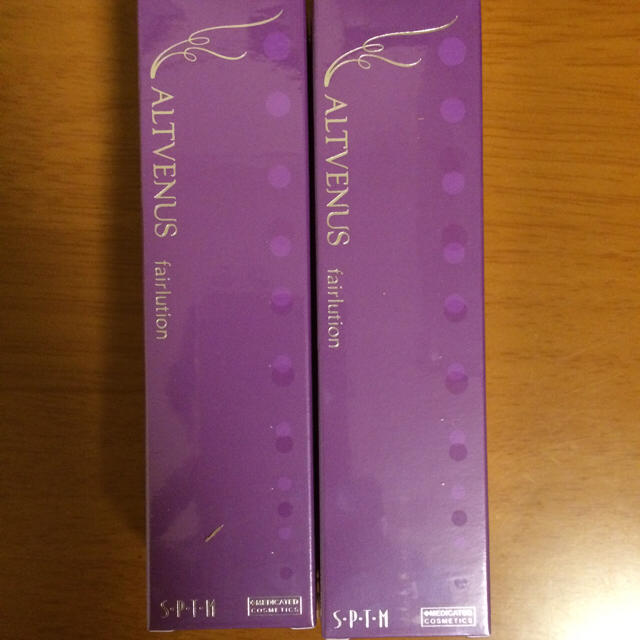 ALTVENUS
fairlution
S·P·T·M
MEDICATED
COSMETICS
ALTVENUS
fairlution
S·P·T·M
MEDICATED
COSMETICS